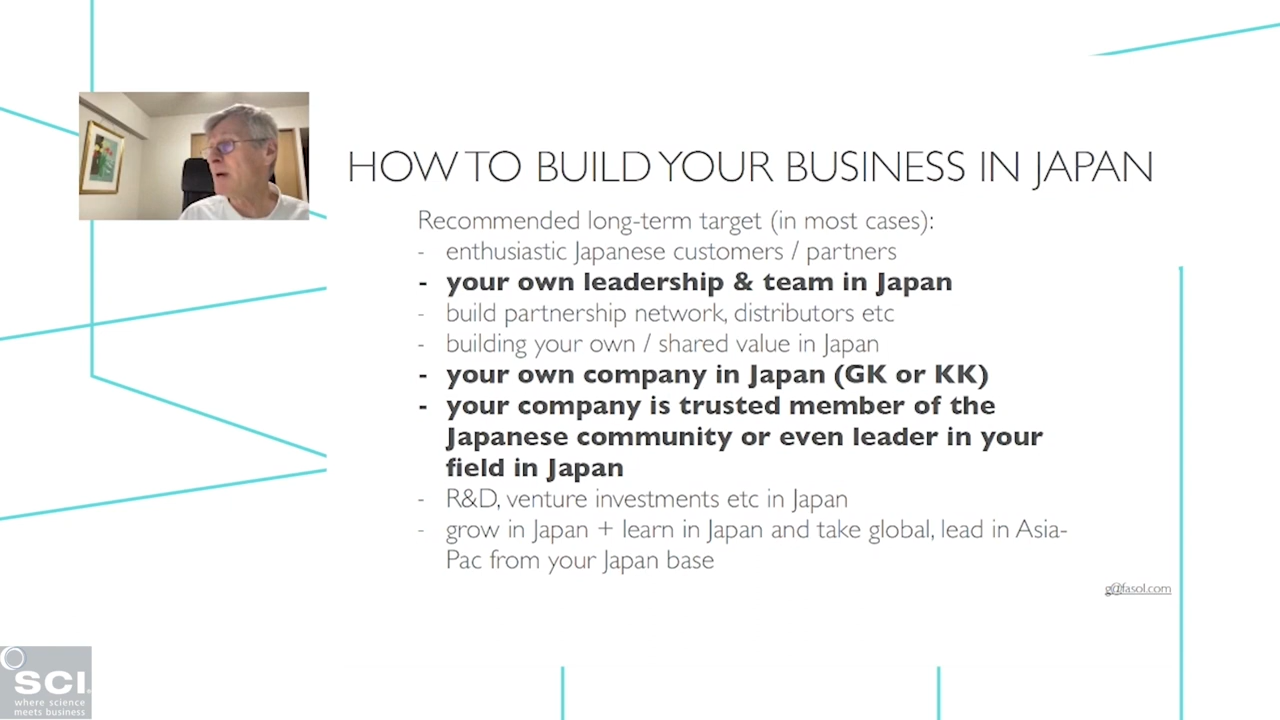 HOW TO BUILD YOUR BUSINESS IN JAPAN
Recommended long-term target (in most cases):
- enthusiastic Japanese customers / partners
- your own leadership & team in Japan
- build partnership network, distributors etc
- building your own / shared value in Japan
- your own company in Japan (GK or KK)
- your company is trusted member of the
Japanese community or even leader in your
field in Japan
- R&D, venture investments etc in Japan
- grow in Japan + learn in Japan and take global, lead in Asia-
Pac from your Japan base
g@fasol.com
SCI®
where science
meets business